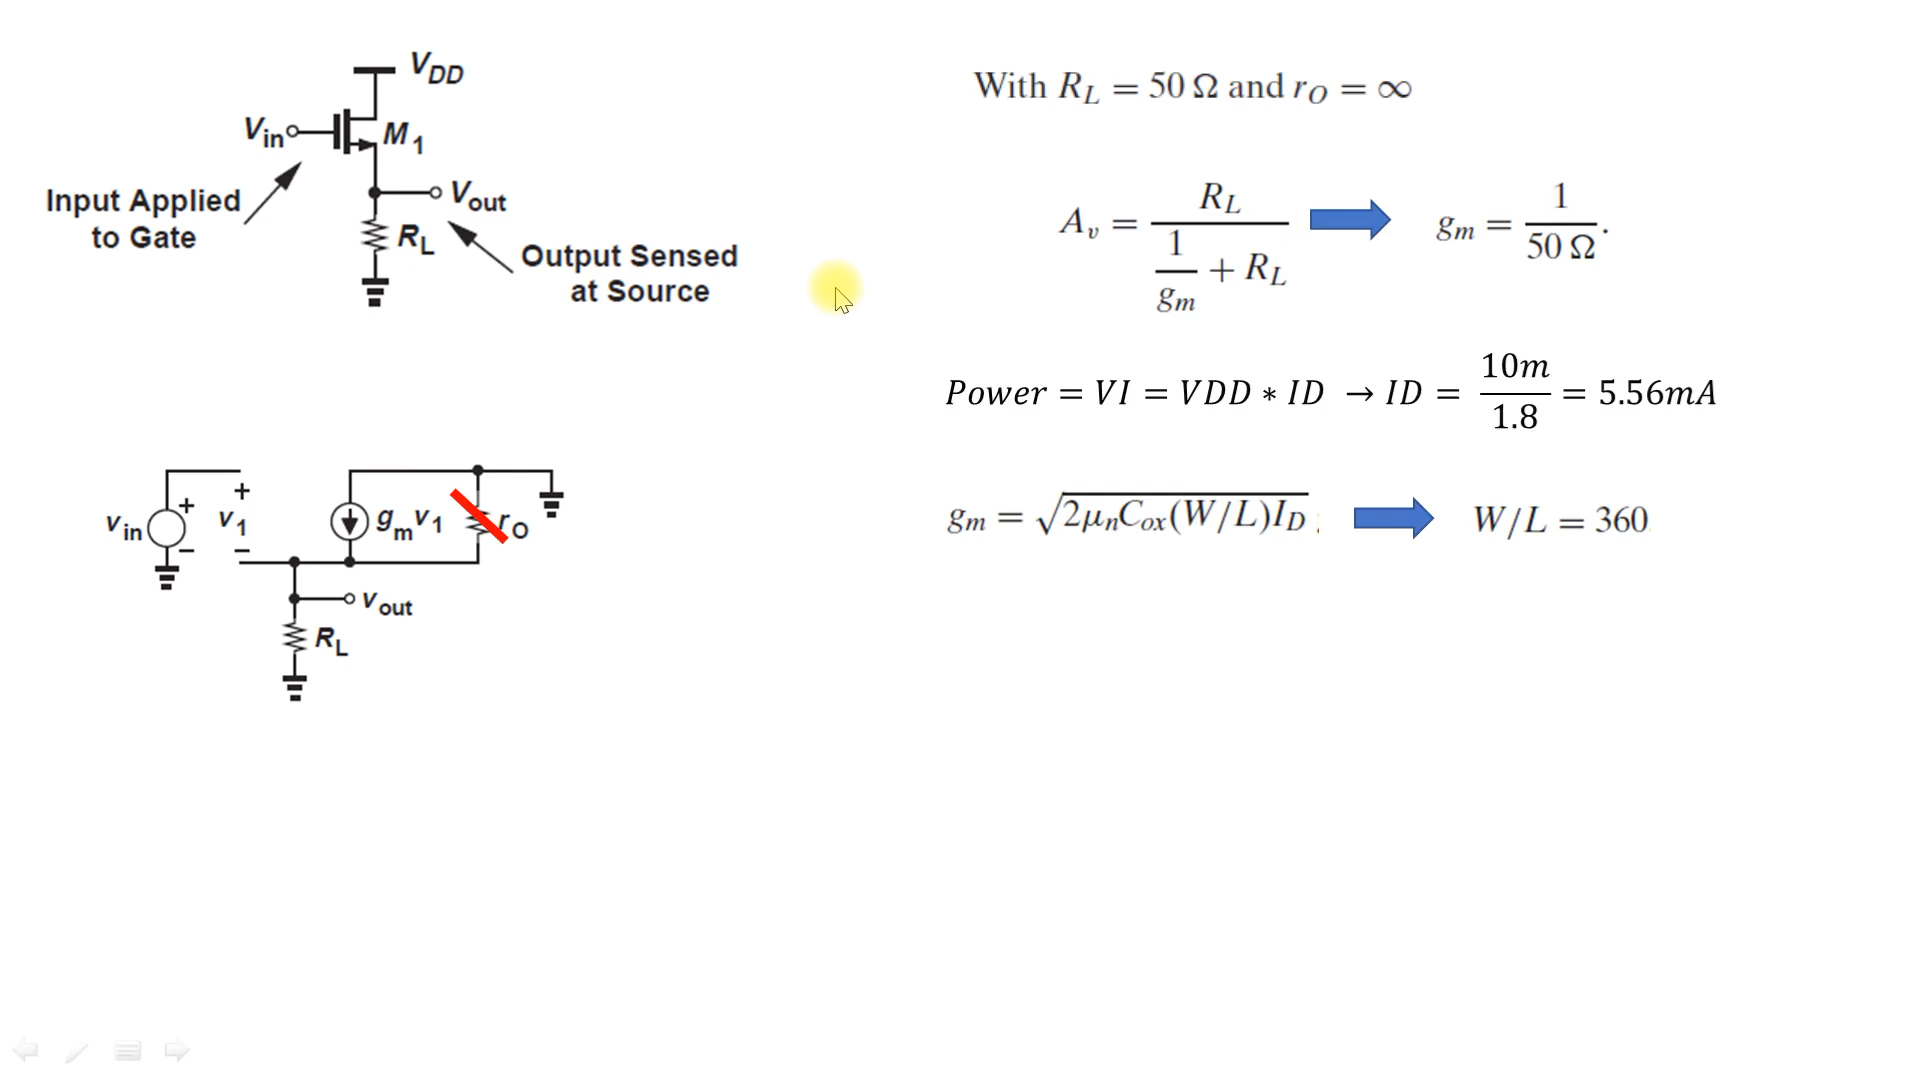 V_DD
V_in
M_1
Input Applied
to Gate
V_out
R_L
Output Sensed
at Source
With R_L = 50 Ω and r_O = ∞
A_v = R_L / (1/g_m + R_L)
g_m = 1 / 50 Ω.
Power = VI = VDD ∗ ID → ID = 10m / 1.8 = 5.56mA
g_m = √(2μ_nC_ox(W/L)I_D)
W/L = 360
v_in
+
−
+
v_1
−
g_mv_1
r_O
v_out
R_L